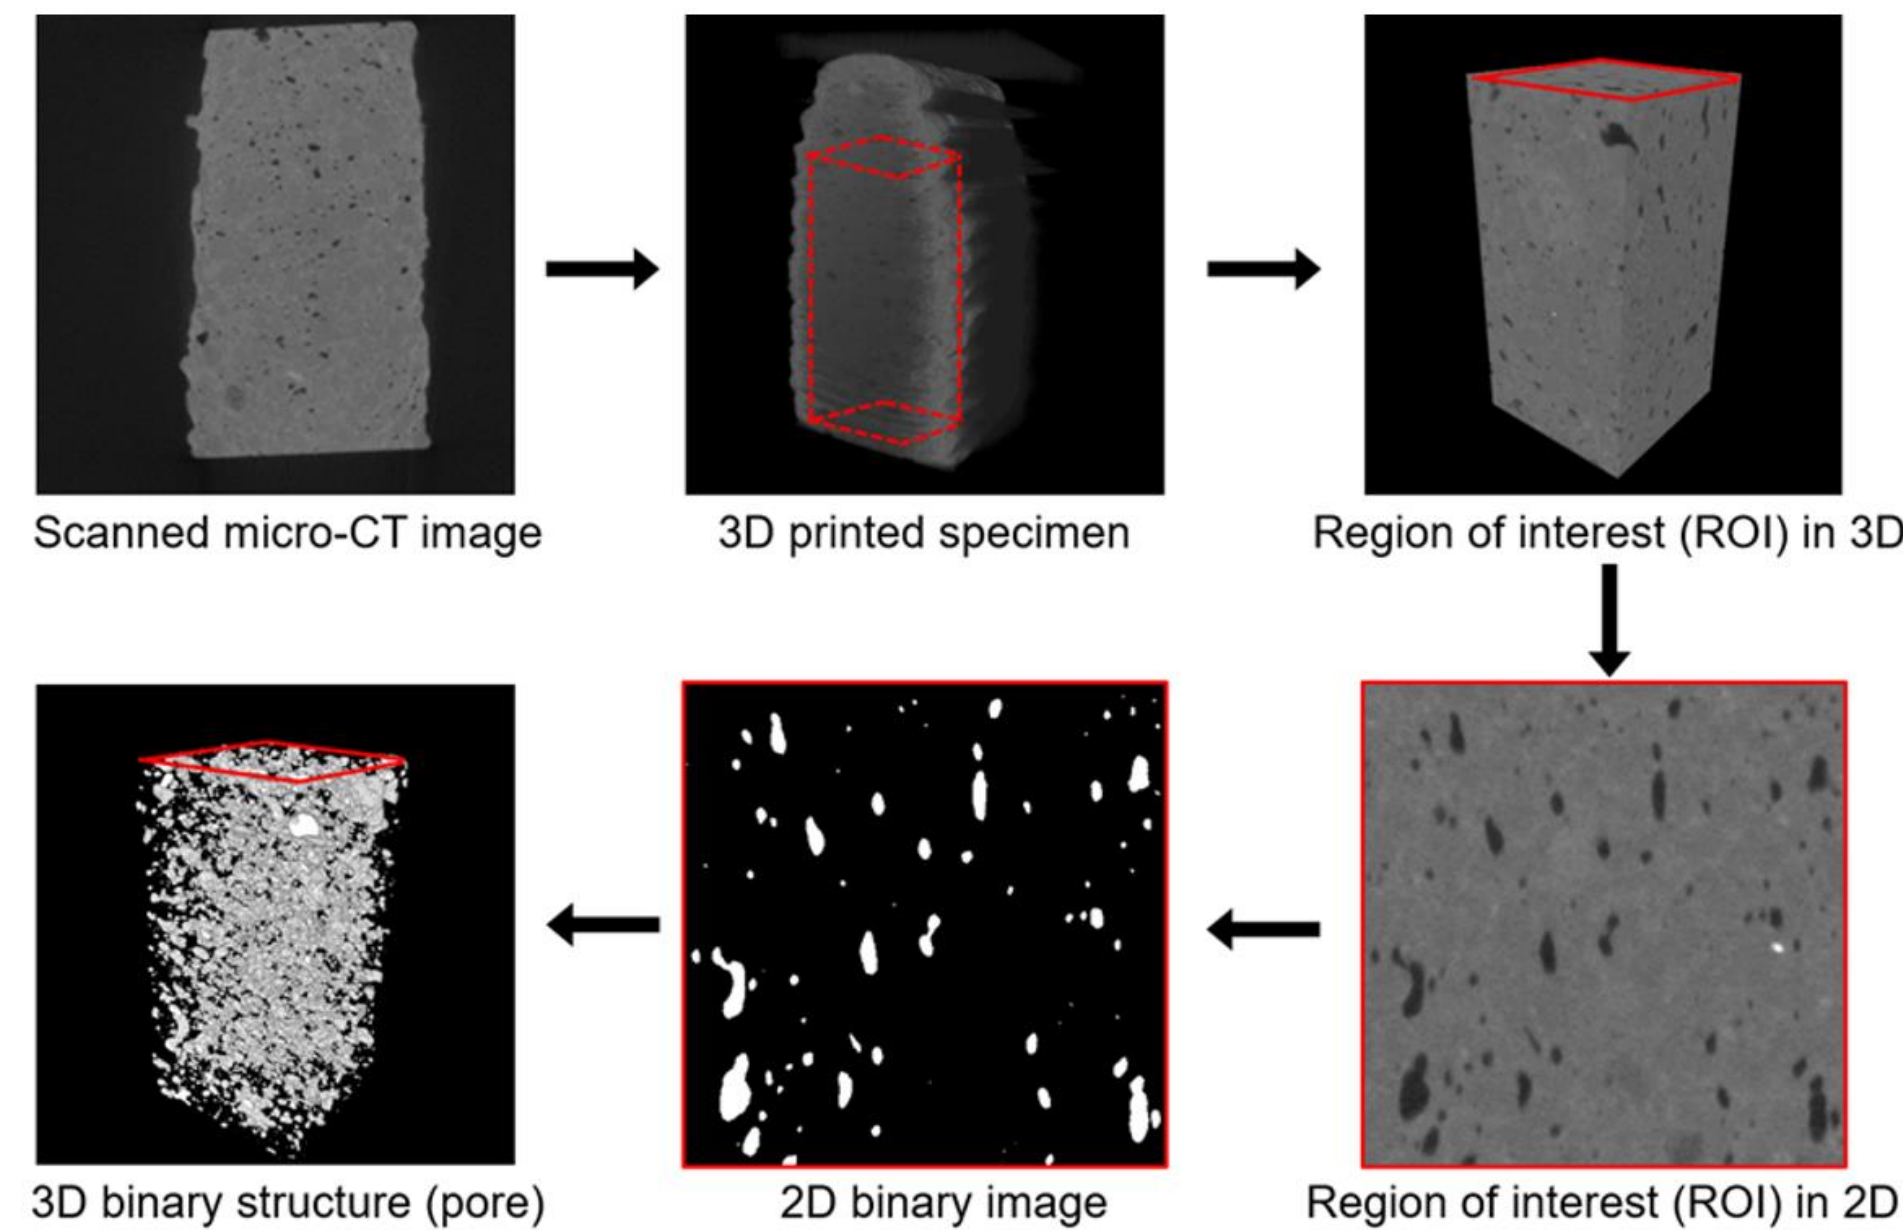 Scanned micro-CT image
3D printed specimen
Region of interest (ROI) in 3D
3D binary structure (pore)
2D binary image
Region of interest (ROI) in 2D